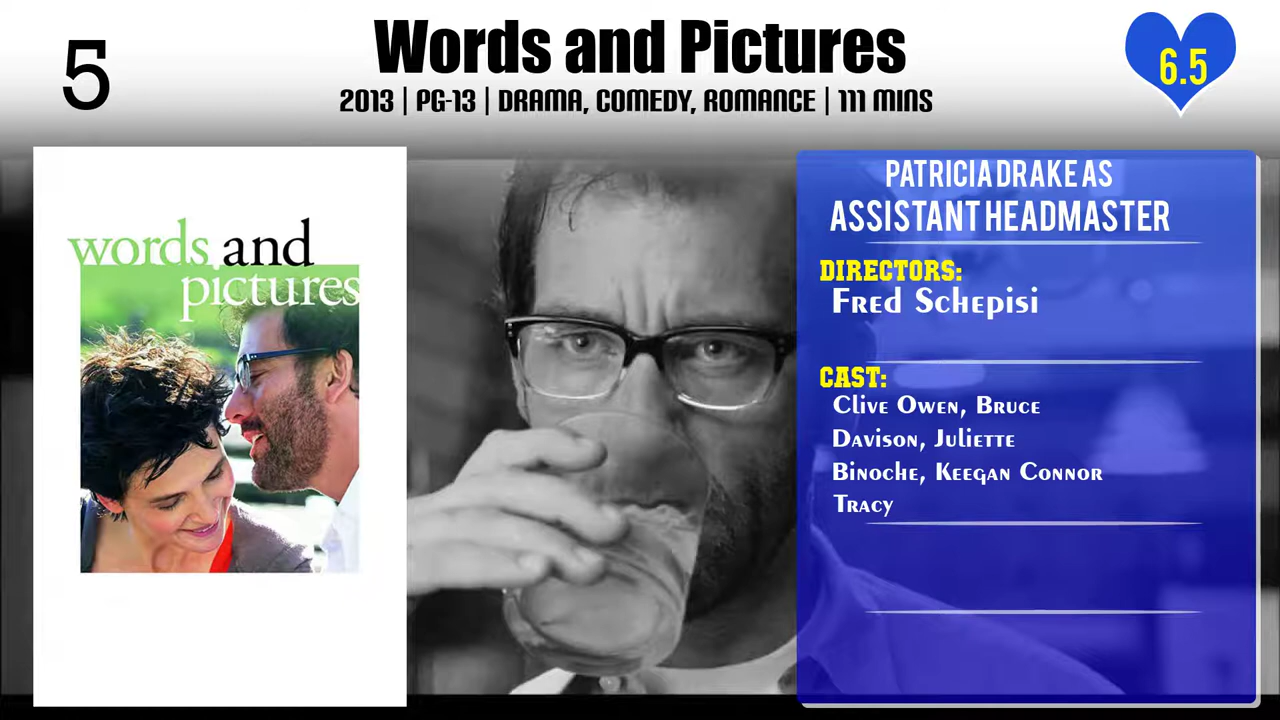 5
Words and Pictures
2013 | PG-13 | DRAMA, COMEDY, ROMANCE | 111 MINS
6.5
words and
pictures
PATRICIA DRAKE AS
ASSISTANT HEADMASTER
DIRECTORS:
Fred Schepisi
CAST:
Clive Owen, Bruce
Davison, Juliette
Binoche, Keegan Connor
Tracy